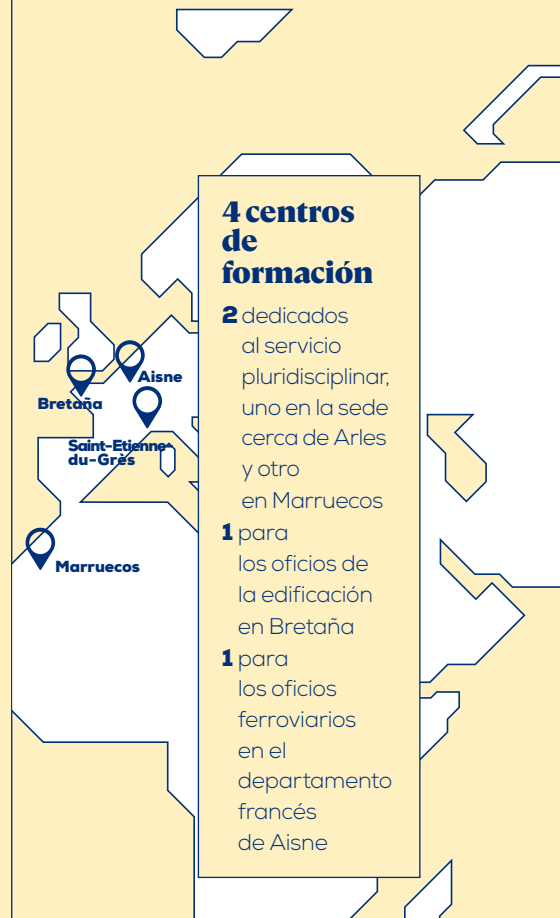 4 centros
de
formación
2 dedicados
al servicio
pluridisciplinar,
uno en la sede
cerca de Arles
y otro
en Marruecos
1 para
los oficios de
la edificación
en Bretaña
1 para
los oficios
ferroviarios
en el
departamento
francés
de Aisne
Aisne
Bretaña
Saint-Etienne-
du-Grès
Marruecos